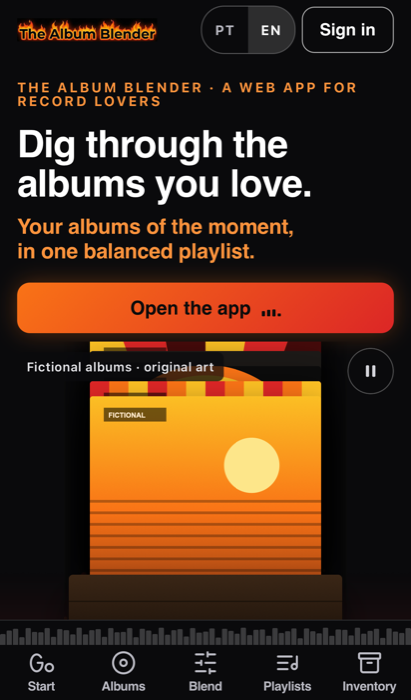 The Album Blender
PT EN
Sign in
THE ALBUM BLENDER · A WEB APP FOR
RECORD LOVERS
Dig through the
albums you love.
Your albums of the moment,
in one balanced playlist.
Open the app
Fictional albums · original art
FICTIONAL
Start
Albums
Blend
Playlists
Inventory